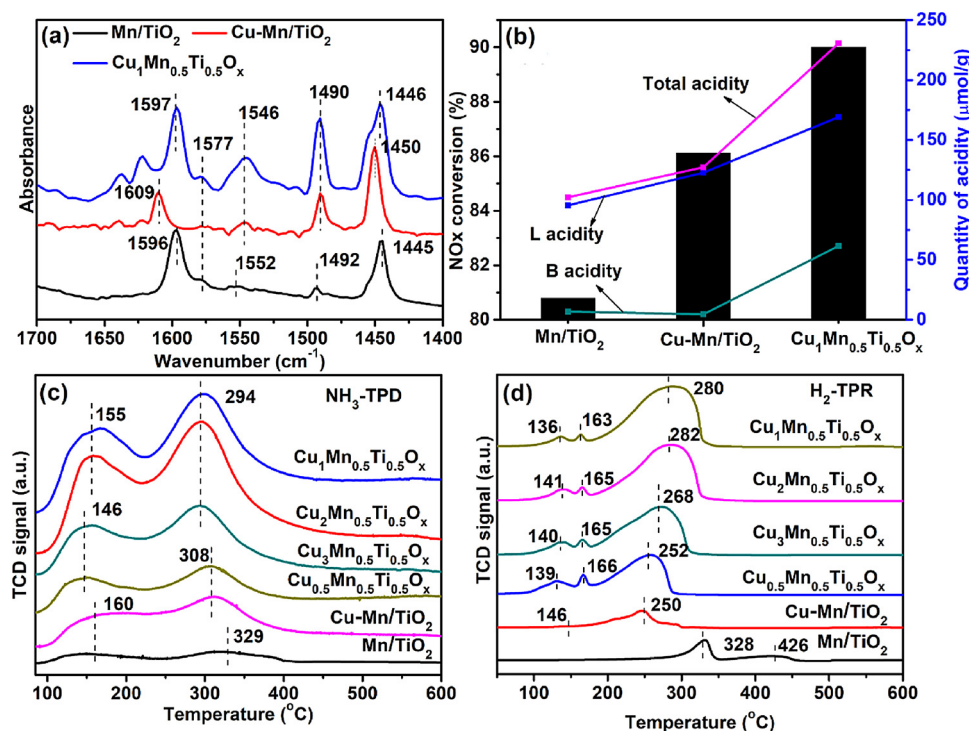 (a)
Mn/TiO₂
Cu-Mn/TiO₂
Cu₁Mn₀.₅Ti₀.₅Oₓ
1597
1577
1546
1490
1446
1450
1609
1596
1552
1492
1445
Absorbance
1700 1650 1600 1550 1500 1450 1400
Wavenumber (cm⁻¹)
(b)
90
88
86
84
82
80
NOx conversion (%)
Total acidity
L acidity
B acidity
250
200
150
100
50
0
Quantity of acidity (μmol/g)
Mn/TiO₂ Cu-Mn/TiO₂ Cu₁Mn₀.₅Ti₀.₅Oₓ
(c)
NH₃-TPD
155
294
Cu₁Mn₀.₅Ti₀.₅Oₓ
Cu₂Mn₀.₅Ti₀.₅Oₓ
146
Cu₃Mn₀.₅Ti₀.₅Oₓ
308
Cu₀.₅Mn₀.₅Ti₀.₅Oₓ
160
Cu-Mn/TiO₂
329
Mn/TiO₂
TCD signal (a.u.)
100 200 300 400 500 600
Temperature (°C)
(d)
H₂-TPR
136 163 280
Cu₁Mn₀.₅Ti₀.₅Oₓ
141 165 282
Cu₂Mn₀.₅Ti₀.₅Oₓ
140 165 268
Cu₃Mn₀.₅Ti₀.₅Oₓ
139 166 252
Cu₀.₅Mn₀.₅Ti₀.₅Oₓ
146 250
Cu-Mn/TiO₂
328 426
Mn/TiO₂
TCD signal (a.u.)
50 100 150 200 250 300 350 400 450 500 550 600
Temperature (°C)